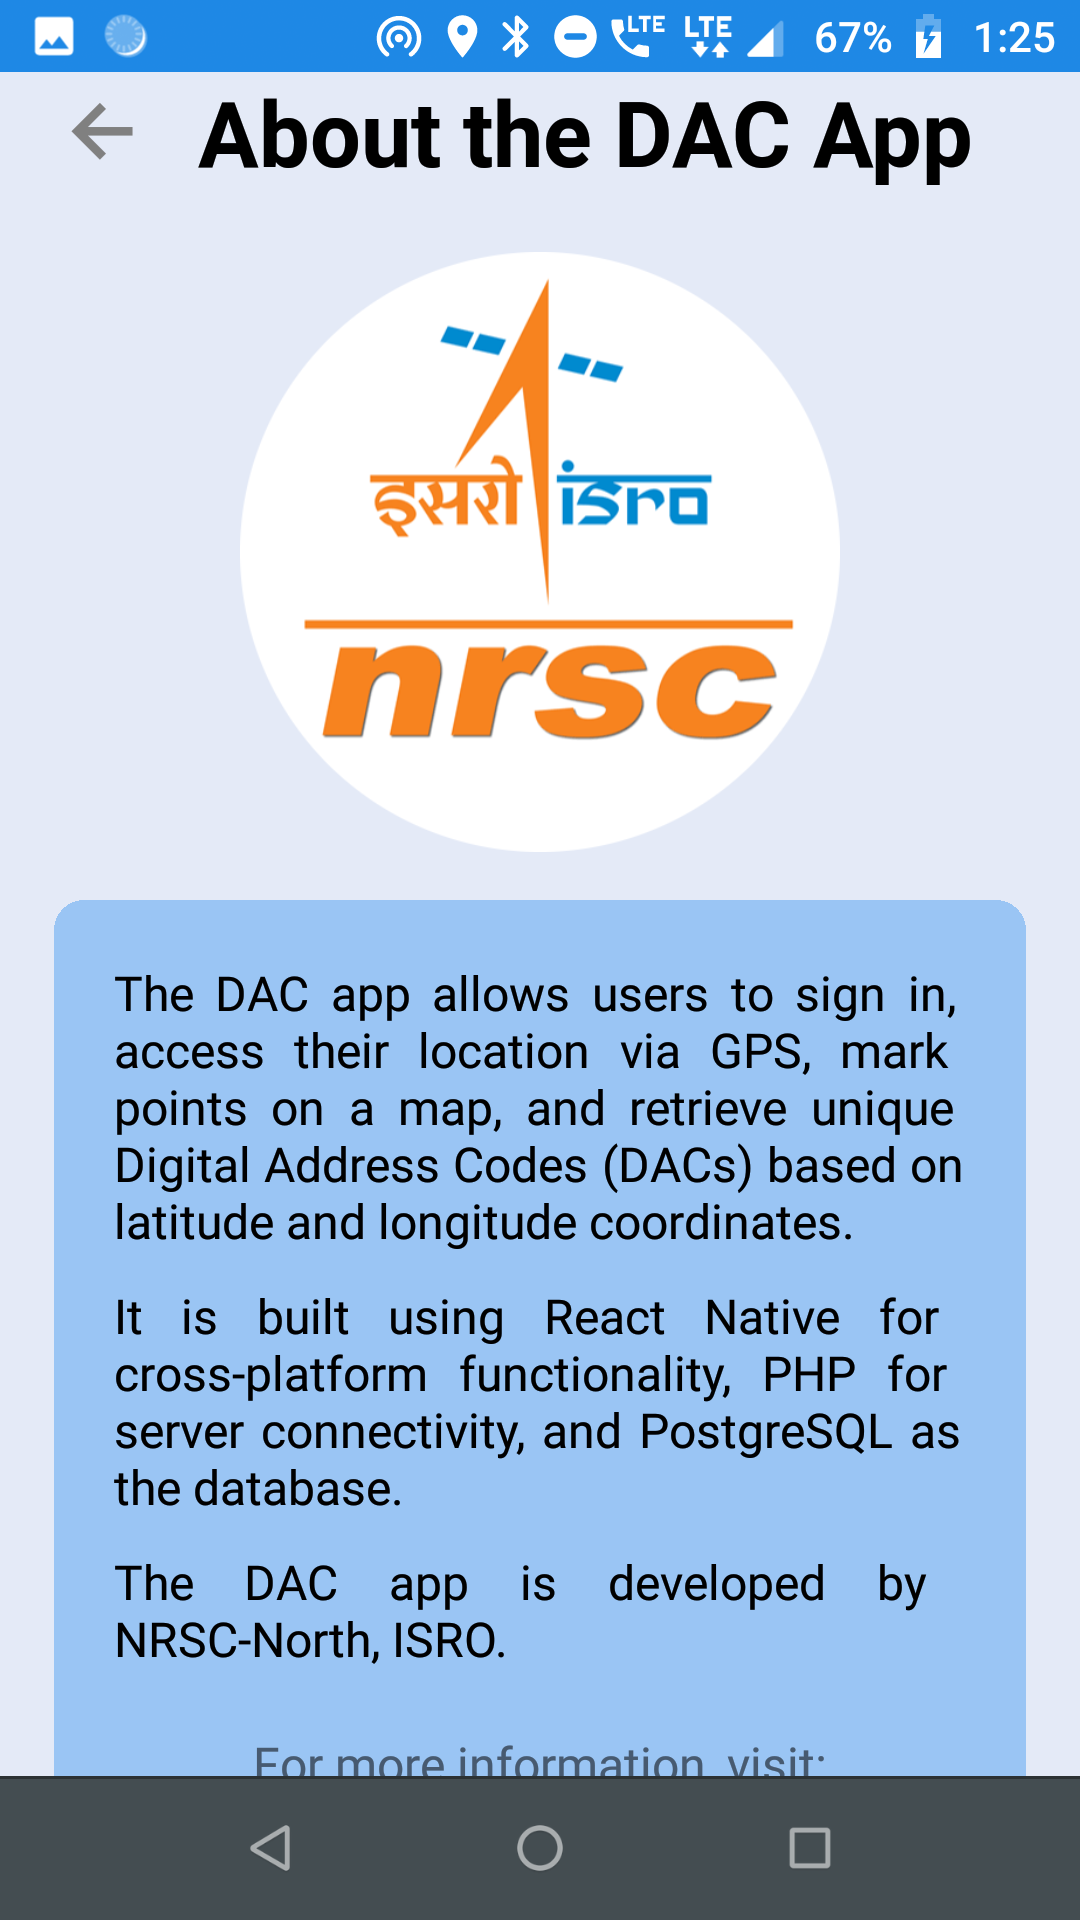 LTE LTE 67% 1:25
About the DAC App
इसरो isro
nrsc
The DAC app allows users to sign in,
access their location via GPS, mark
points on a map, and retrieve unique
Digital Address Codes (DACs) based on
latitude and longitude coordinates.
It is built using React Native for
cross-platform functionality, PHP for
server connectivity, and PostgreSQL as
the database.
The DAC app is developed by
NRSC-North, ISRO.
For more information, visit: